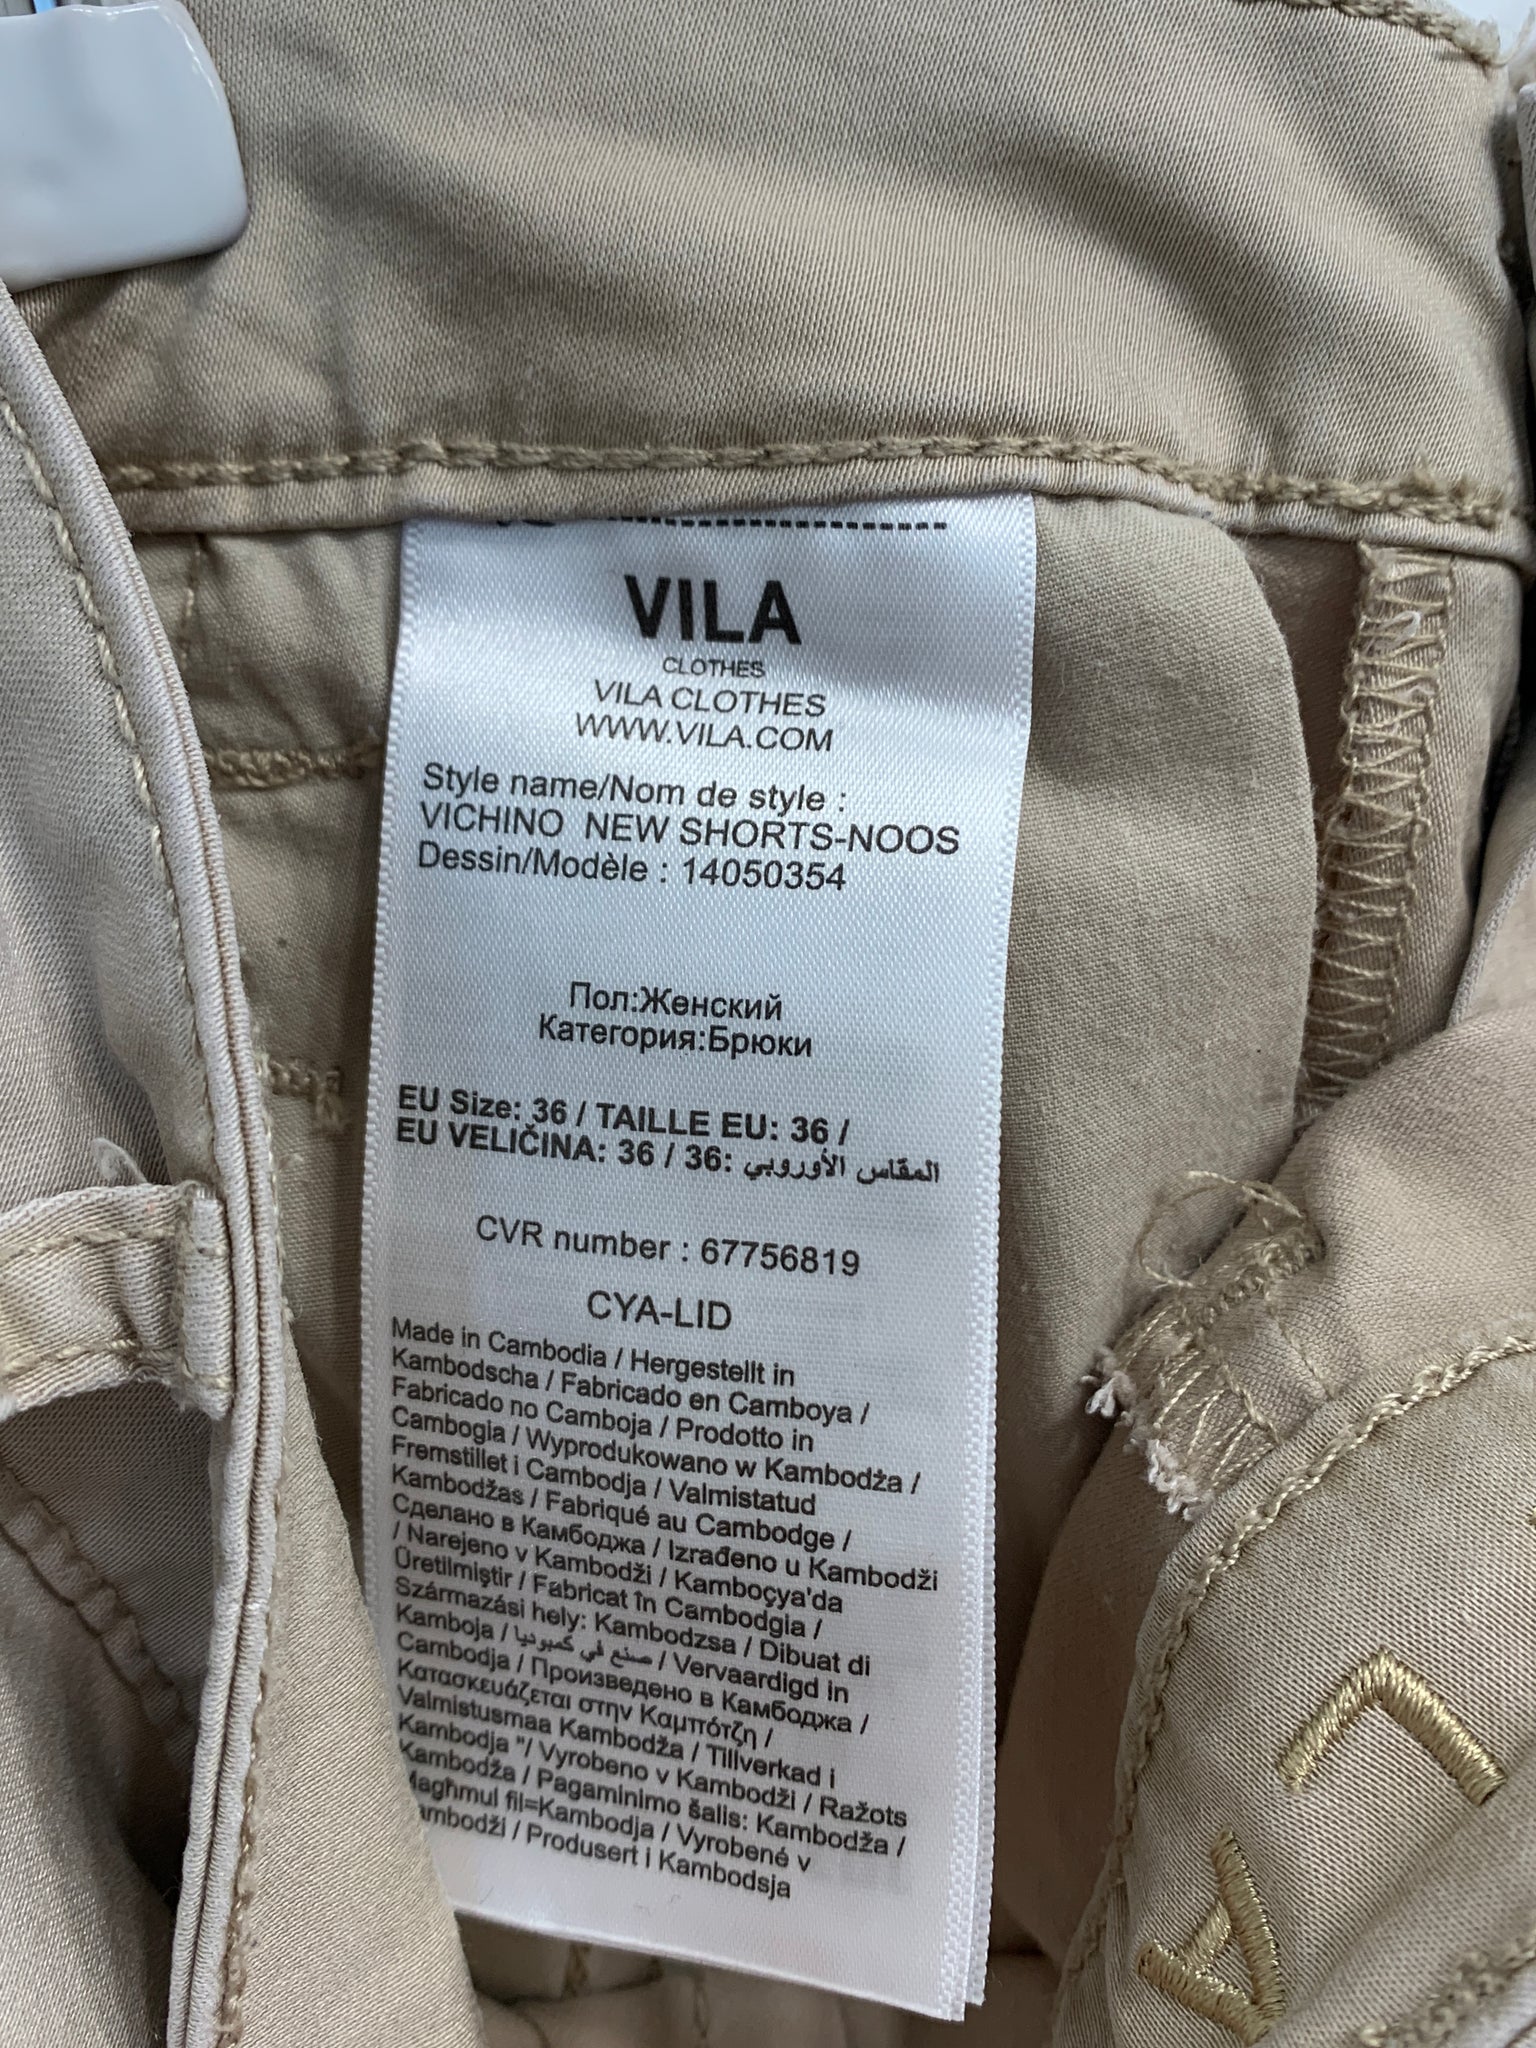 VILA
CLOTHES
VILA CLOTHES
WWW.VILA.COM
Style name/Nom de style :
VICHINO NEW SHORTS-NOOS
Dessin/Modèle : 14050354
Пол:Женский
Категория:Брюки
EU Size: 36 / TAILLE EU: 36 /
EU VELIČINA: 36 / 36: المقاس الأوروبي
CVR number : 67756819
CYA-LID
Made in Cambodia / Hergestellt in
Kambodscha / Fabricado en Camboya /
Fabricado no Camboja / Prodotto in
Cambogia / Wyprodukowano w Kambodża /
Fremstillet i Cambodja / Valmistatud
Kambodžas / Fabriqué au Cambodge /
Сделано в Камбоджа / Izrađeno u Kambodži
/ Narejeno v Kambodži / Kamboçya'da
Üretilmiştir / Fabricat în Cambodgia /
Származási hely: Kambodzsa / Dibuat di
Kamboja / صنع في كمبوديا / Vervaardigd in
Cambodja / Произведено в Камбоджа /
Κατασκευάζεται στην Καμπότζη /
Valmistusmaa Kambodža / Tillverkad i
Kambodja "/ Vyrobeno v Kambodži / Ražots
Kambodža / Pagaminimo šalis: Kambodža /
Magħmul fil=Kambodja / Vyrobené v
ambodži / Produsert i Kambodsja
L
A